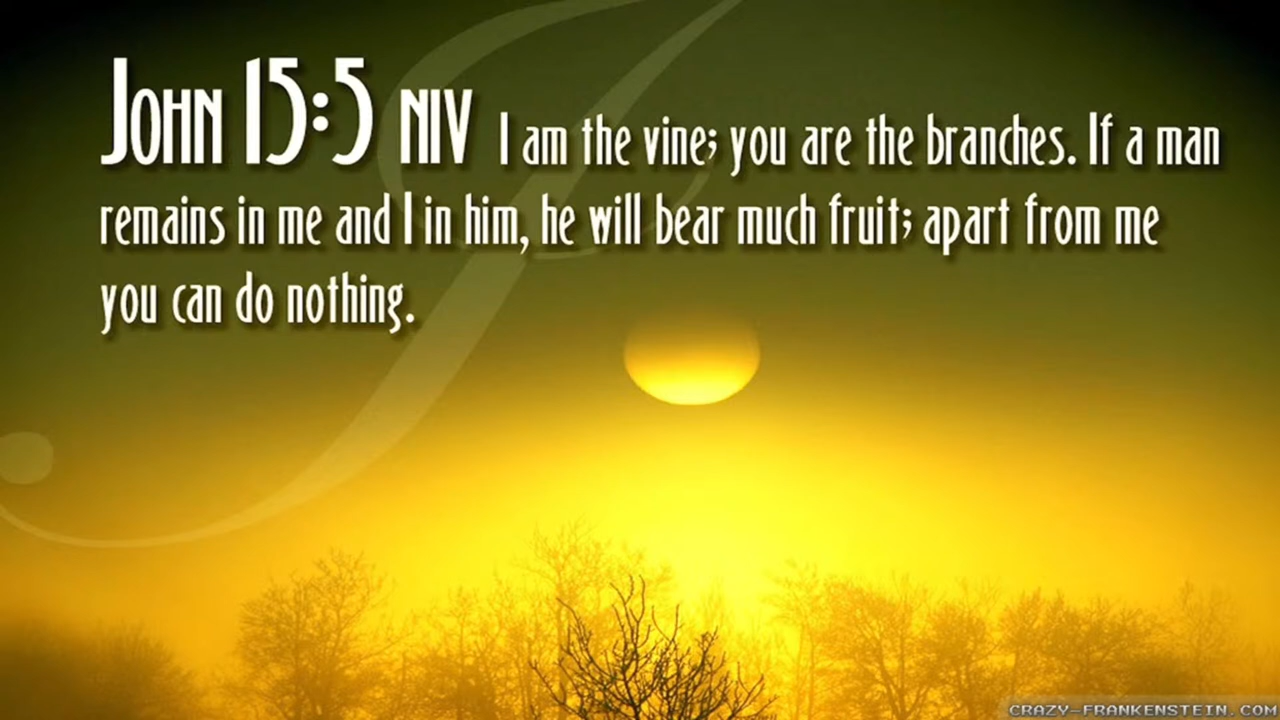 John 15:5 NIV I am the vine; you are the branches. If a man
remains in me and I in him, he will bear much fruit; apart from me
you can do nothing.
CRAZY-FRANKENSTEIN.COM